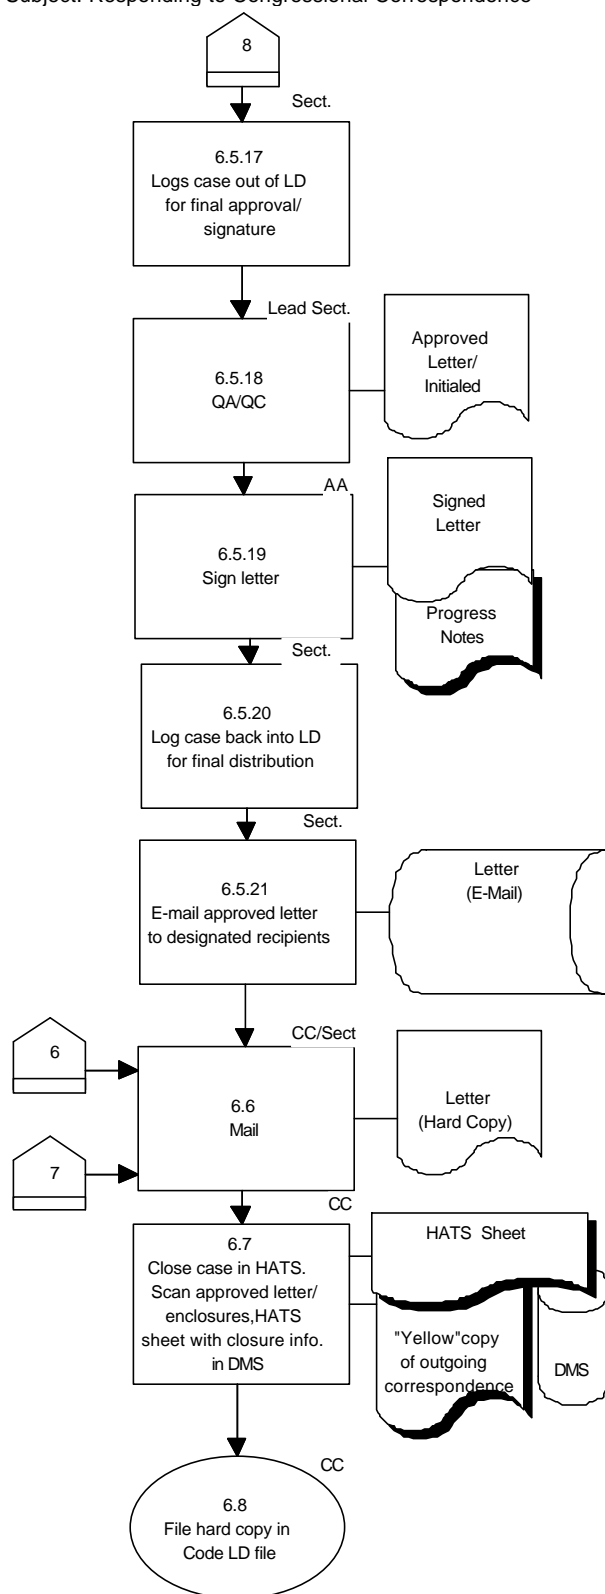 Subject: Responding to Congressional Correspondence
8
Sect.
6.5.17
Logs case out of LD
for final approval/
signature
Lead Sect.
6.5.18
QA/QC
Approved
Letter/
Initialed
AA
6.5.19
Sign letter
Signed
Letter
Progress
Notes
Sect.
6.5.20
Log case back into LD
for final distribution
Sect.
6.5.21
E-mail approved letter
to designated recipients
Letter
(E-Mail)
CC/Sect
6
6.6
Mail
Letter
(Hard Copy)
7
CC
6.7
Close case in HATS.
Scan approved letter/
enclosures,HATS
sheet with closure info.
in DMS
HATS Sheet
"Yellow"copy
of outgoing
correspondence
DMS
CC
6.8
File hard copy in
Code LD file